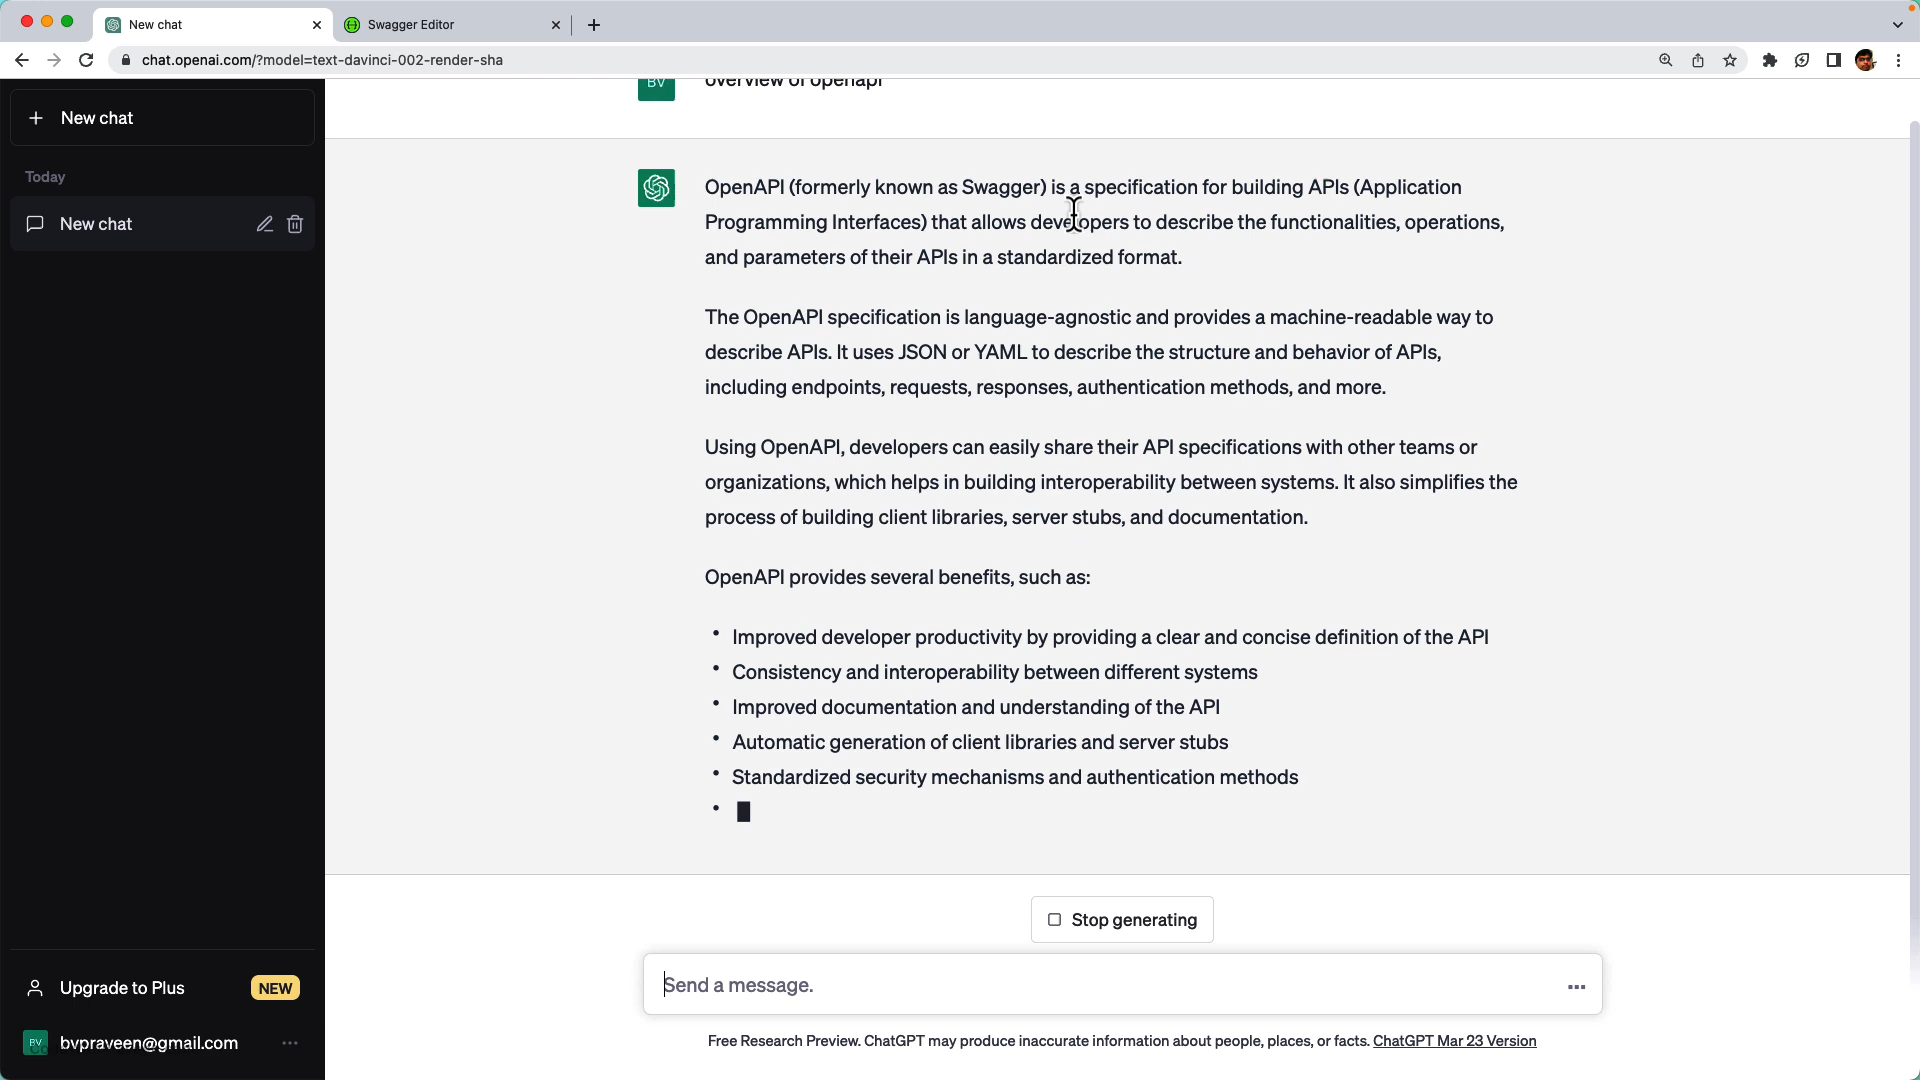 New chat
Swagger Editor
chat.openai.com/?model=text-davinci-002-render-sha
New chat
Today
New chat
Upgrade to Plus
NEW
BV
bvpraveen@gmail.com
BV
overview of openapi
OpenAPI (formerly known as Swagger) is a specification for building APIs (Application
Programming Interfaces) that allows developers to describe the functionalities, operations,
and parameters of their APIs in a standardized format.
The OpenAPI specification is language-agnostic and provides a machine-readable way to
describe APIs. It uses JSON or YAML to describe the structure and behavior of APIs,
including endpoints, requests, responses, authentication methods, and more.
Using OpenAPI, developers can easily share their API specifications with other teams or
organizations, which helps in building interoperability between systems. It also simplifies the
process of building client libraries, server stubs, and documentation.
OpenAPI provides several benefits, such as:
• Improved developer productivity by providing a clear and concise definition of the API
• Consistency and interoperability between different systems
• Improved documentation and understanding of the API
• Automatic generation of client libraries and server stubs
• Standardized security mechanisms and authentication methods
•
Stop generating
Send a message.
Free Research Preview. ChatGPT may produce inaccurate information about people, places, or facts. ChatGPT Mar 23 Version